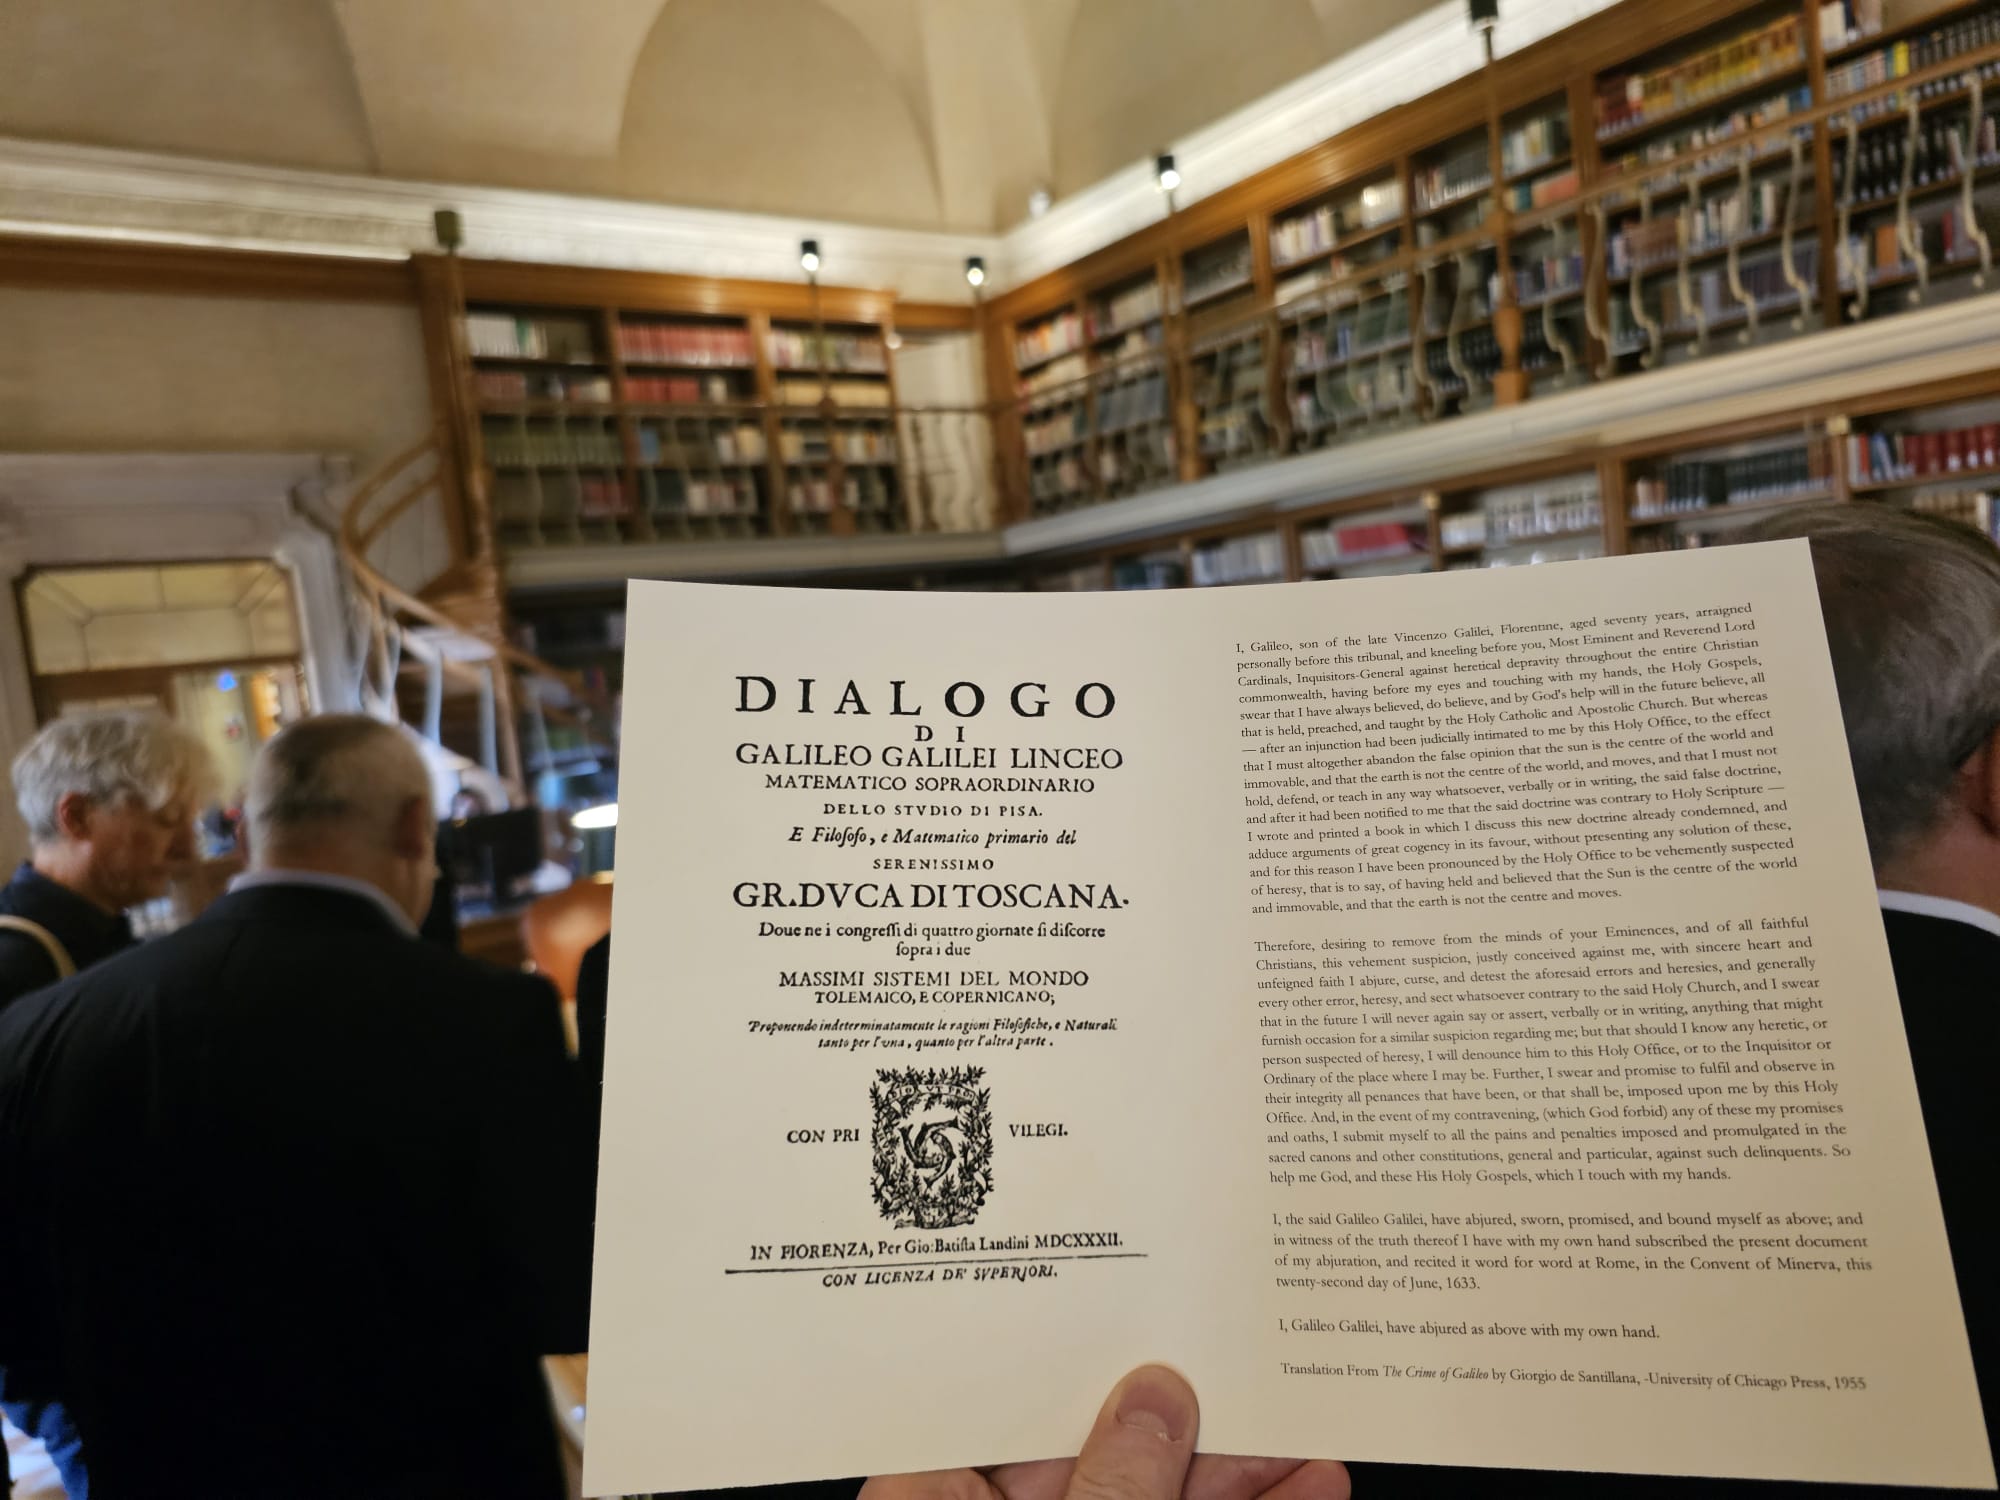 DIALOGO
DI
GALILEO GALILEI LINCEO
MATEMATICO SOPRAORDINARIO
DELLO STVDIO DI PISA.
E Filoſofo, e Matematico primario del
SERENISSIMO
GR.DVCA DI TOSCANA.
Doue ne i congreſſi di quattro giornate ſi diſcorre
ſopra i due
MASSIMI SISTEMI DEL MONDO
TOLEMAICO, E COPERNICANO;
Proponendo indeterminatamente le ragioni Filoſofiche, e Naturali
tanto per l'vna, quanto per l'altra parte.
CON PRI VILEGI.
IN FIORENZA, Per Gio: Batiſta Landini MDCXXXII.
CON LICENZA DE' SVPERIORI.
I, Galileo, son of the late Vincenzo Galilei, Florentine, aged seventy years, arraigned
personally before this tribunal, and kneeling before you, Most Eminent and Reverend Lord
Cardinals, Inquisitors-General against heretical depravity throughout the entire Christian
commonwealth, having before my eyes and touching with my hands, the Holy Gospels,
swear that I have always believed, do believe, and by God's help will in the future believe, all
that is held, preached, and taught by the Holy Catholic and Apostolic Church. But whereas
— after an injunction had been judicially intimated to me by this Holy Office, to the effect
that I must altogether abandon the false opinion that the sun is the centre of the world and
immovable, and that the earth is not the centre of the world, and moves, and that I must not
hold, defend, or teach in any way whatsoever, verbally or in writing, the said false doctrine,
and after it had been notified to me that the said doctrine was contrary to Holy Scripture —
I wrote and printed a book in which I discuss this new doctrine already condemned, and
adduce arguments of great cogency in its favour, without presenting any solution of these,
and for this reason I have been pronounced by the Holy Office to be vehemently suspected
of heresy, that is to say, of having held and believed that the Sun is the centre of the world
and immovable, and that the earth is not the centre and moves.
Therefore, desiring to remove from the minds of your Eminences, and of all faithful
Christians, this vehement suspicion, justly conceived against me, with sincere heart and
unfeigned faith I abjure, curse, and detest the aforesaid errors and heresies, and generally
every other error, heresy, and sect whatsoever contrary to the said Holy Church, and I swear
that in the future I will never again say or assert, verbally or in writing, anything that might
furnish occasion for a similar suspicion regarding me; but that should I know any heretic, or
person suspected of heresy, I will denounce him to this Holy Office, or to the Inquisitor or
Ordinary of the place where I may be. Further, I swear and promise to fulfil and observe in
their integrity all penances that have been, or that shall be, imposed upon me by this Holy
Office. And, in the event of my contravening, (which God forbid) any of these my promises
and oaths, I submit myself to all the pains and penalties imposed and promulgated in the
sacred canons and other constitutions, general and particular, against such delinquents. So
help me God, and these His Holy Gospels, which I touch with my hands.
I, the said Galileo Galilei, have abjured, sworn, promised, and bound myself as above; and
in witness of the truth thereof I have with my own hand subscribed the present document
of my abjuration, and recited it word for word at Rome, in the Convent of Minerva, this
twenty-second day of June, 1633.
I, Galileo Galilei, have abjured as above with my own hand.
Translation From The Crime of Galileo by Giorgio de Santillana, -University of Chicago Press, 1955